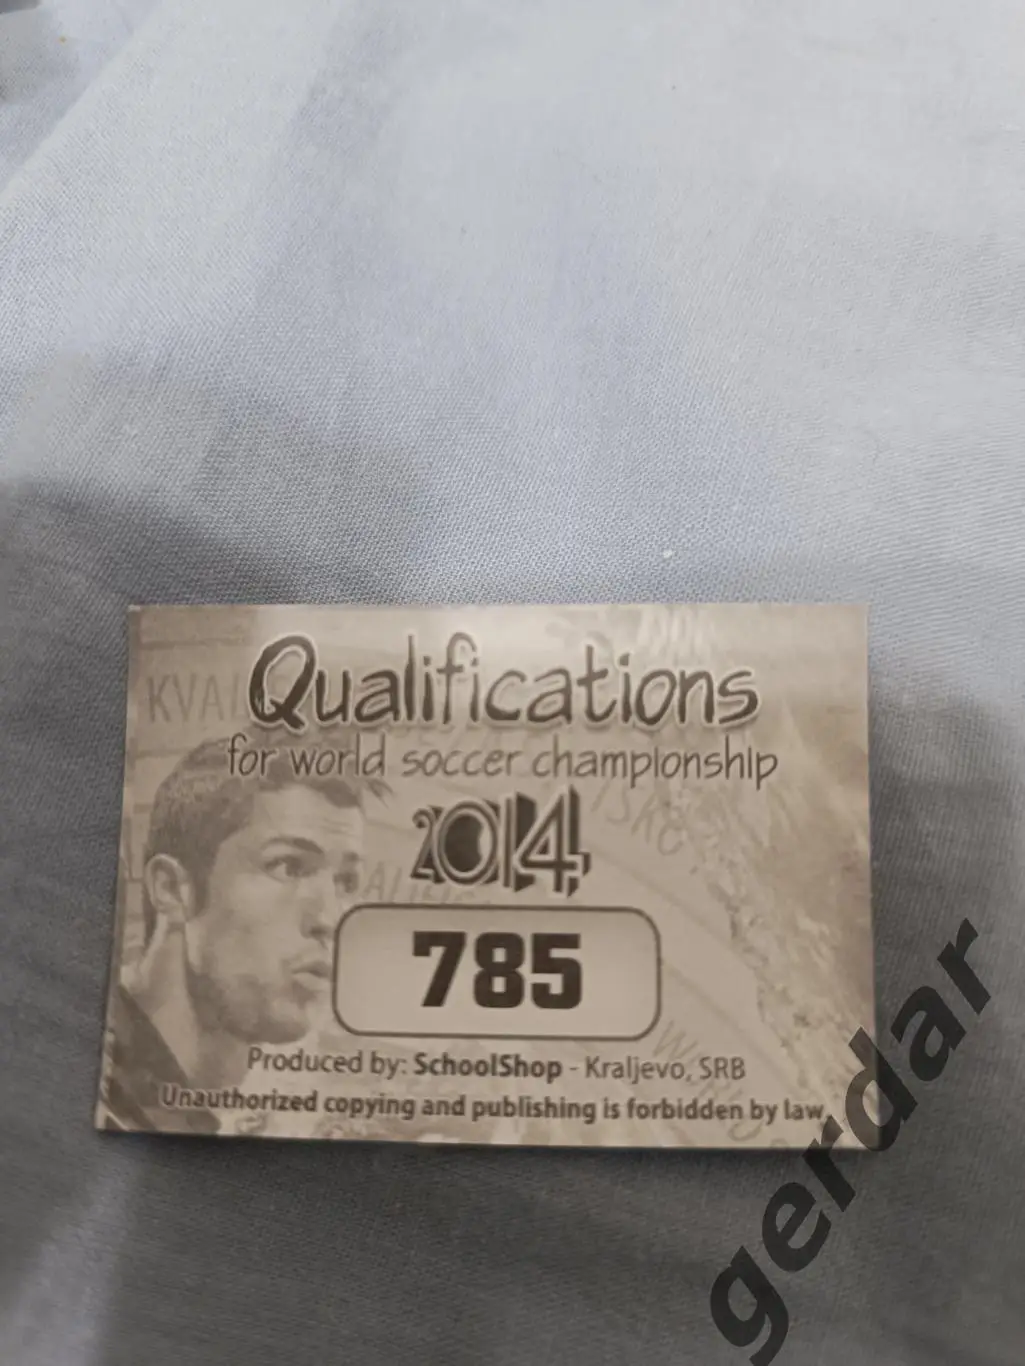 KVAL
Qualifications
for world soccer championship
2014
785
Produced by: SchoolShop - Kraljevo, SRB
Unauthorized copying and publishing is forbidden by law
gerdar